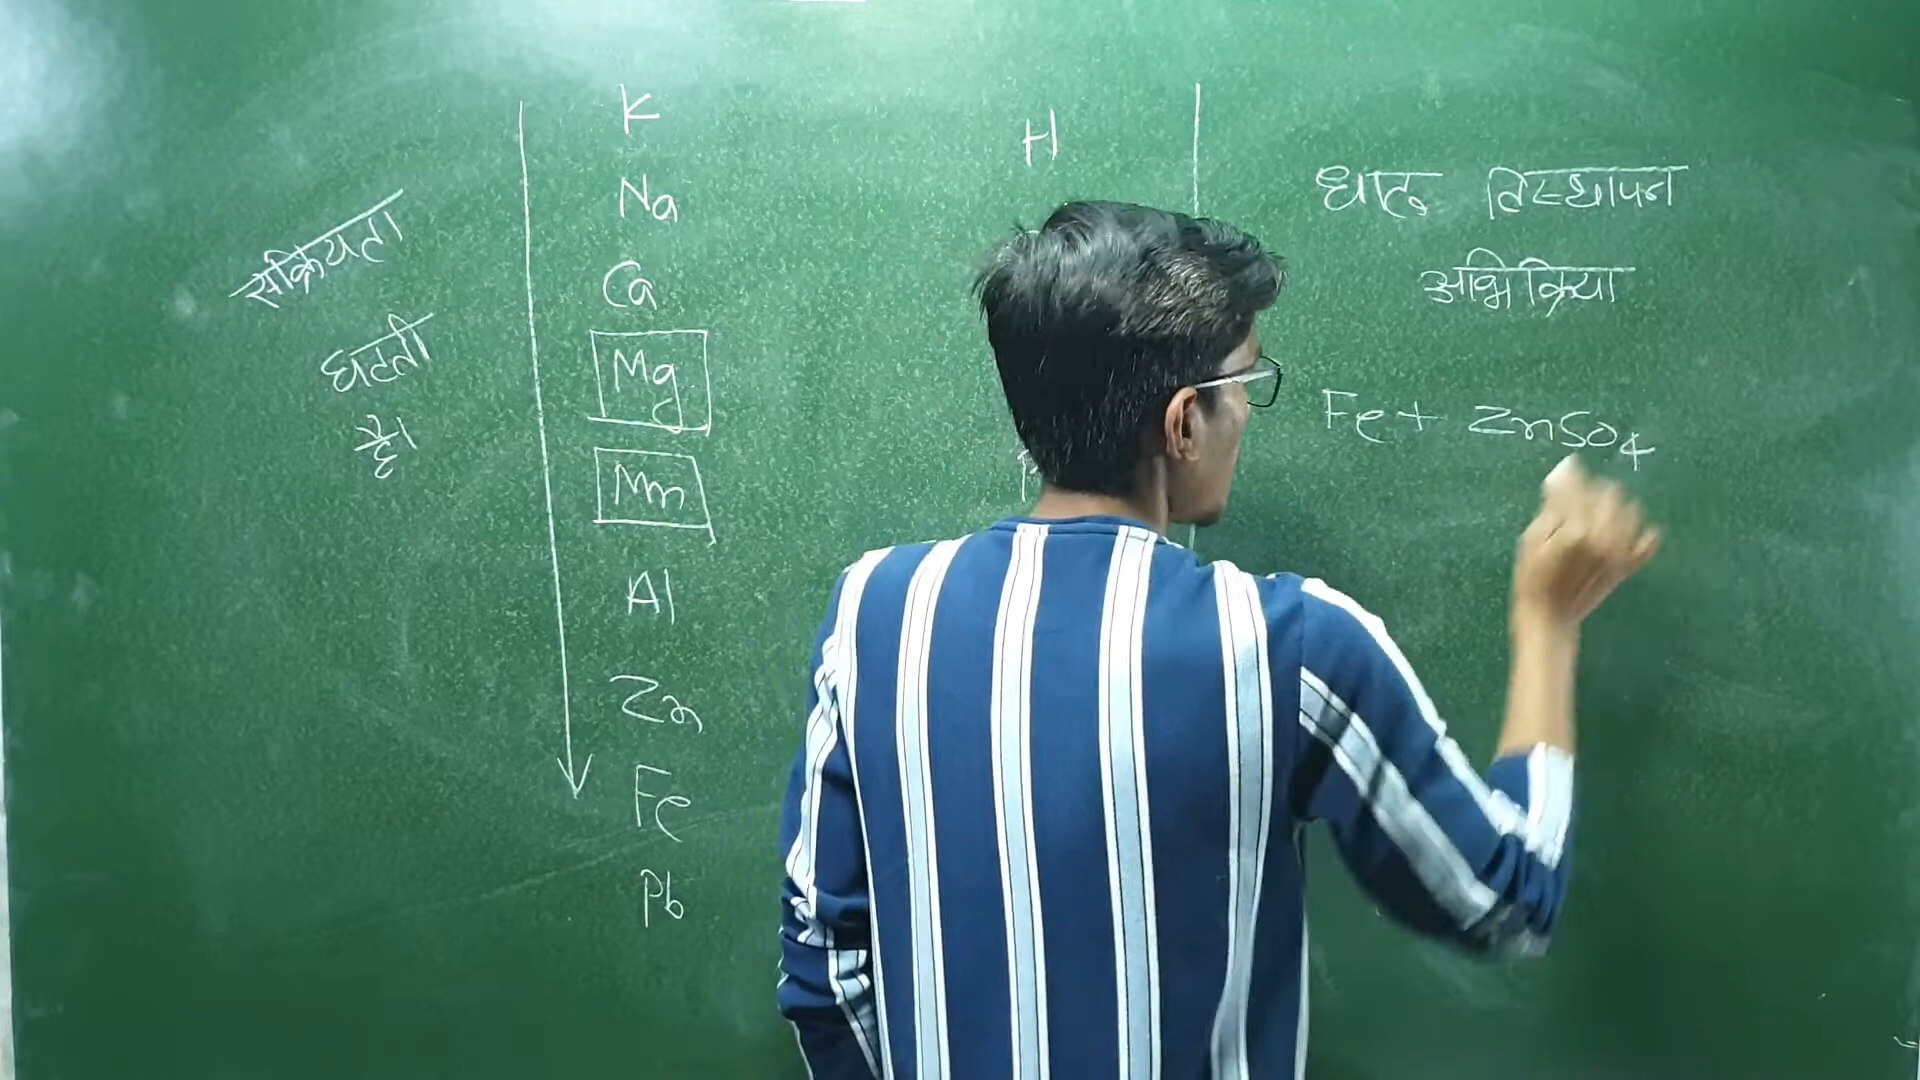 सक्रियता
घटती
है।
K
Na
Ca
Mg
Mn
Al
Zn
Fe
Pb
H
धातु विस्थापन
अभिक्रिया
Fe + ZnSO4